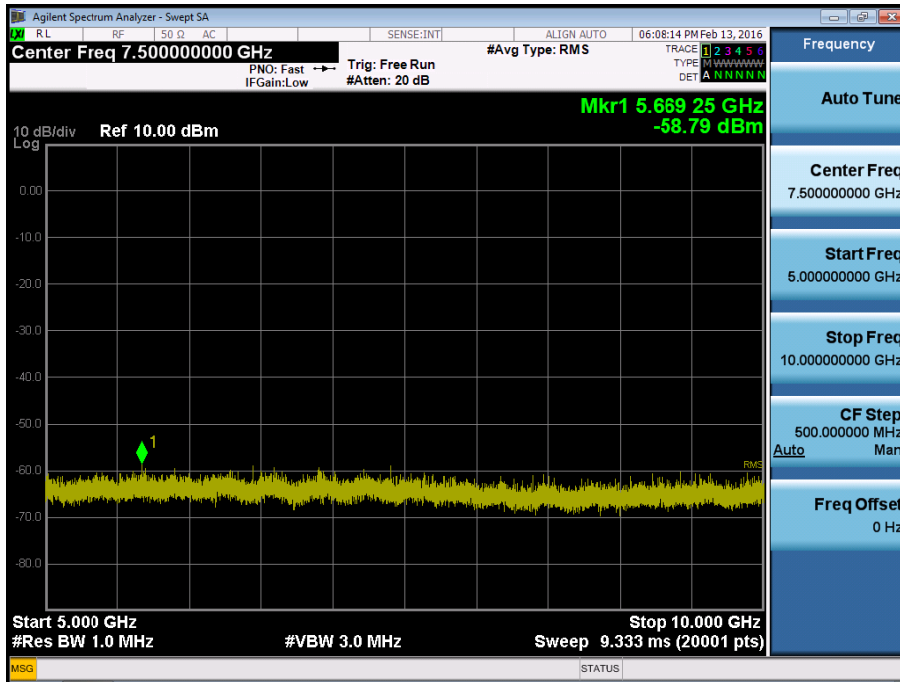 Agilent Spectrum Analyzer - Swept SA
LXI RL RF 50 Ω AC SENSE:INT ALIGN AUTO 06:08:14 PM Feb 13, 2016
Center Freq 7.500000000 GHz
#Avg Type: RMS
TRACE 1 2 3 4 5 6
PNO: Fast
Trig: Free Run
TYPE M WWWWW
IFGain:Low
#Atten: 20 dB
DET A N N N N N
Mkr1 5.669 25 GHz
-58.79 dBm
10 dB/div Ref 10.00 dBm
Log
0.00
-10.0
-20.0
-30.0
-40.0
-50.0
1
-60.0
RMS
-70.0
-80.0
Start 5.000 GHz Stop 10.000 GHz
#Res BW 1.0 MHz #VBW 3.0 MHz Sweep 9.333 ms (20001 pts)
MSG STATUS
Frequency
Auto Tune
Center Freq
7.500000000 GHz
Start Freq
5.000000000 GHz
Stop Freq
10.000000000 GHz
CF Step
500.000000 MHz
Auto Man
Freq Offset
0 Hz